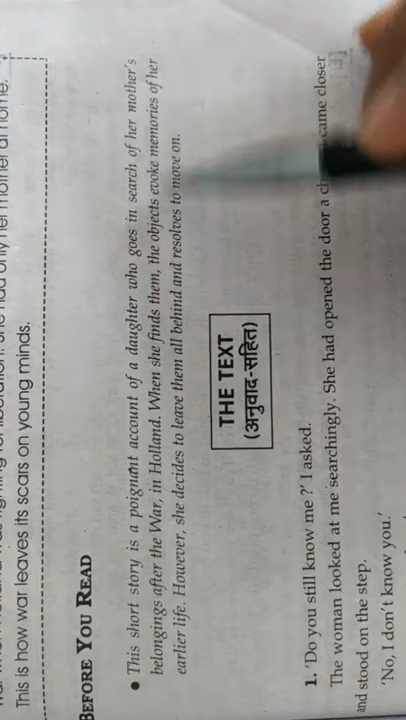 her mother at home.
This is how war leaves its scars on young minds.
BEFORE YOU READ
● This short story is a poignant account of a daughter who goes in search of her mother's
belongings after the War, in Holland. When she finds them, the objects evoke memories of her
earlier life. However, she decides to leave them all behind and resolves to move on.
THE TEXT
(अनुवाद-सहित)
1. 'Do you still know me ?' I asked.
The woman looked at me searchingly. She had opened the door a came closer
and stood on the step.
'No, I don't know you.'